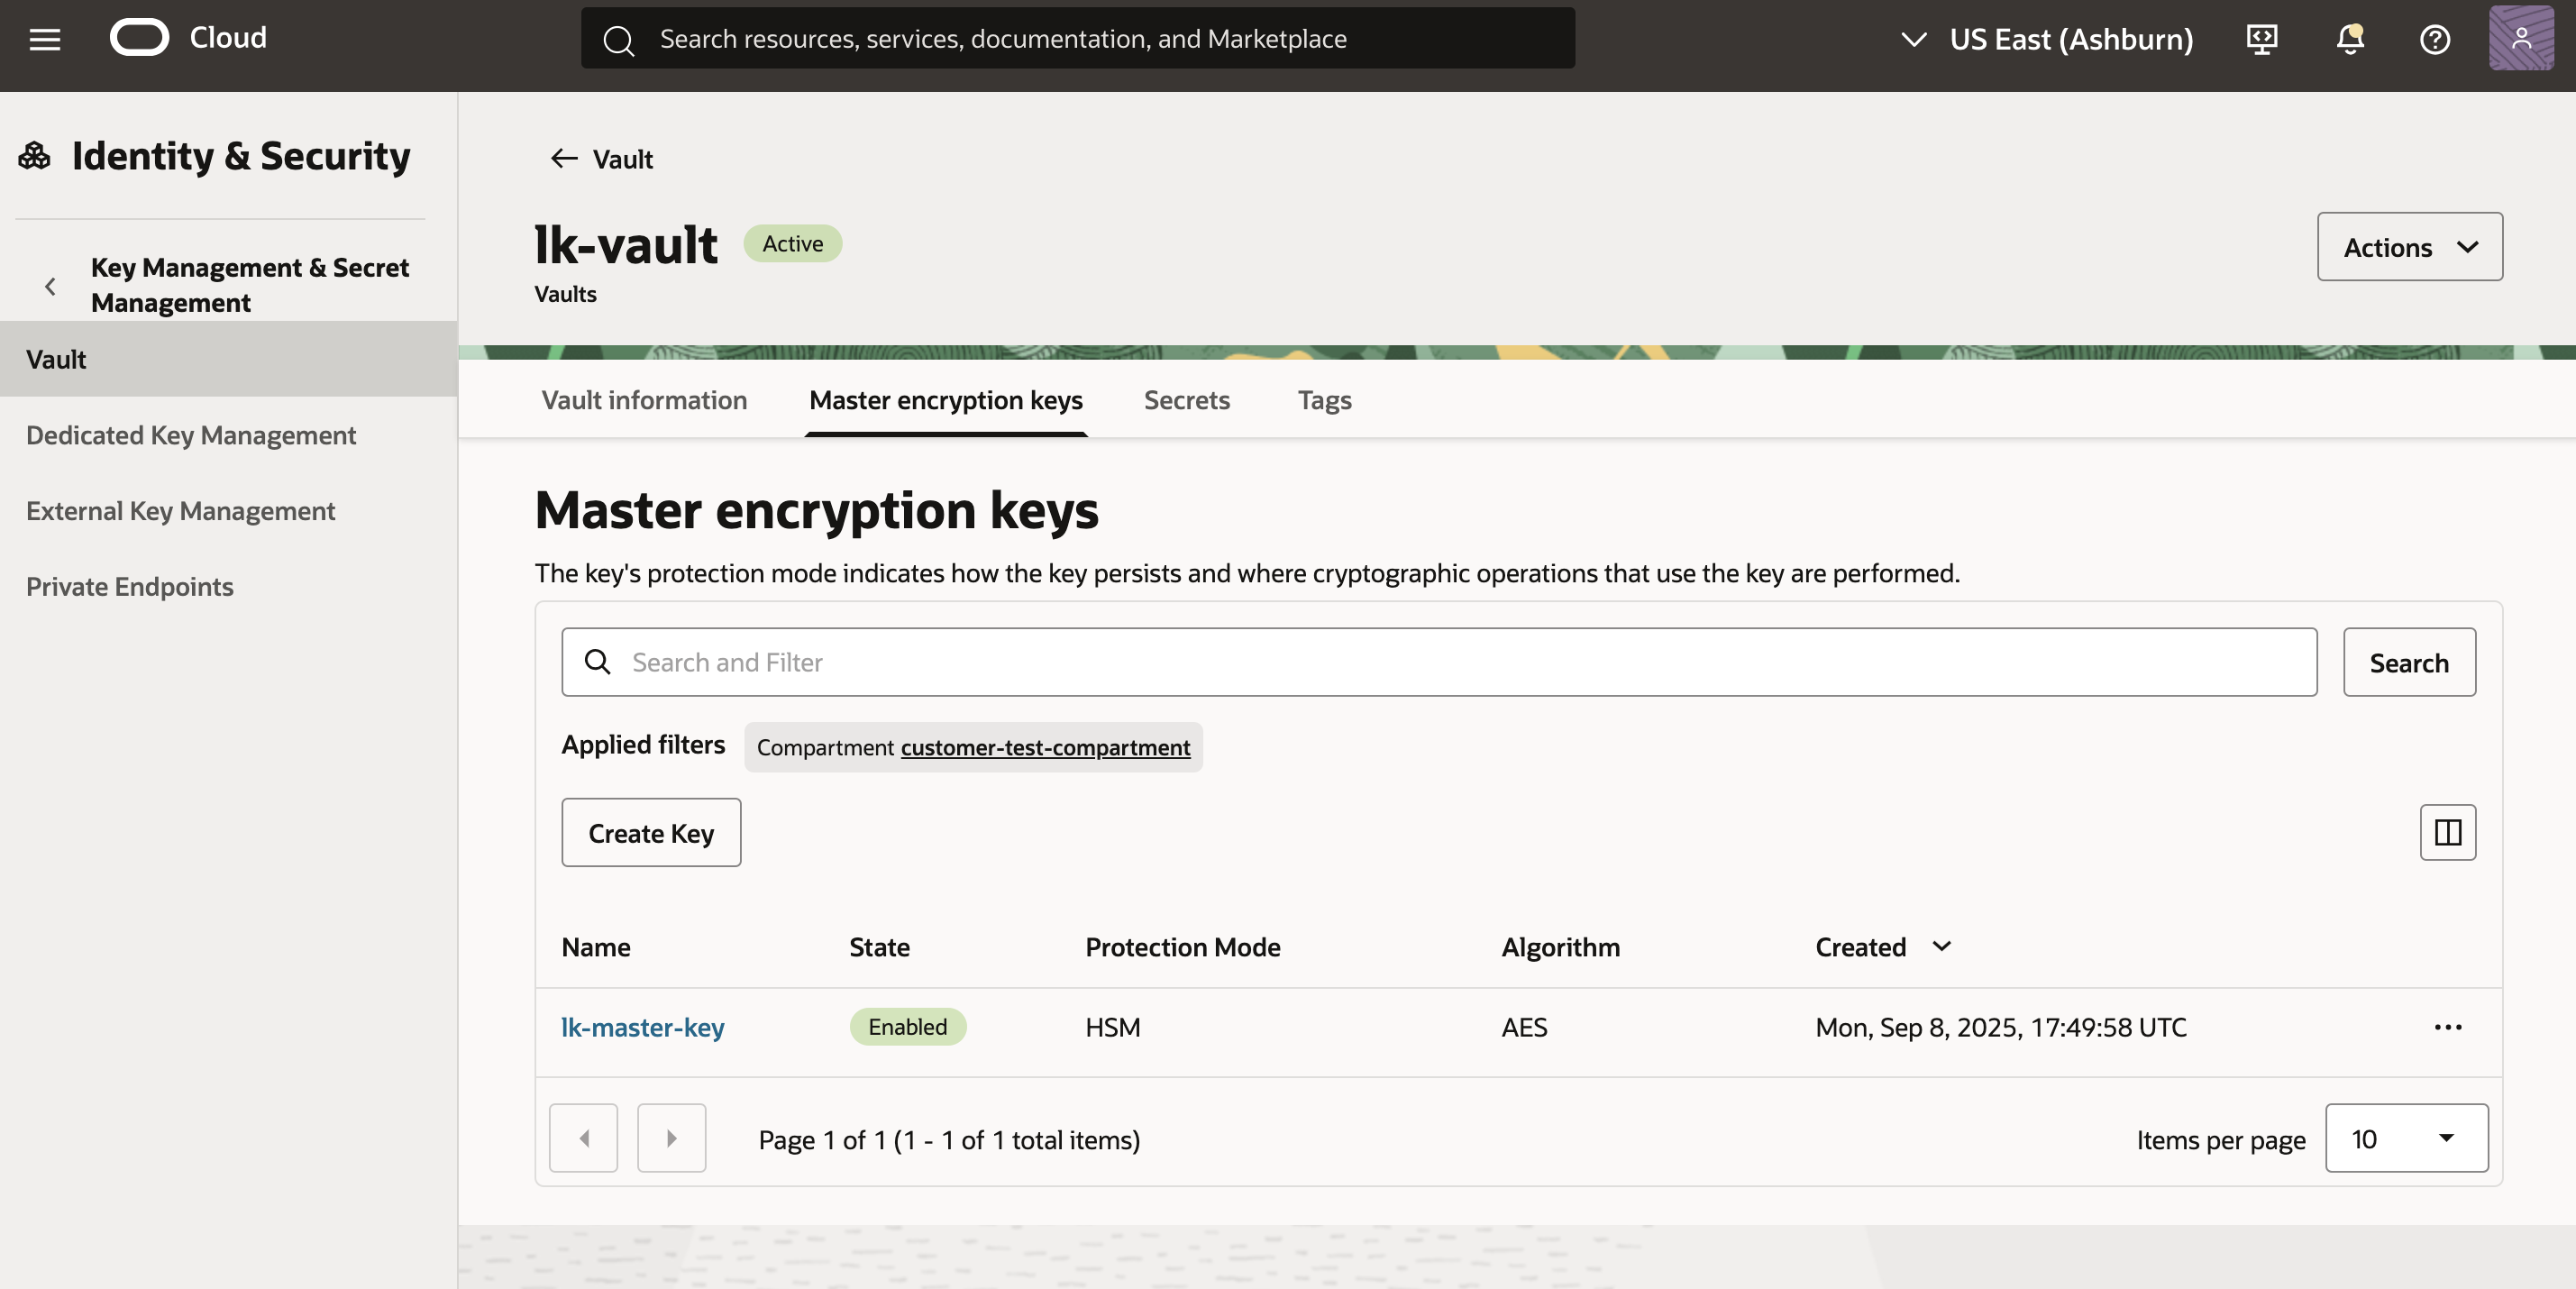 Cloud
Search resources, services, documentation, and Marketplace
US East (Ashburn)
Identity & Security
Key Management & Secret
Management
Vault
Dedicated Key Management
External Key Management
Private Endpoints
Vault
lk-vault Active
Vaults
Actions
Vault information Master encryption keys Secrets Tags
Master encryption keys
The key's protection mode indicates how the key persists and where cryptographic operations that use the key are performed.
Search and Filter
Search
Applied filters Compartment customer-test-compartment
Create Key
Name State Protection Mode Algorithm Created
lk-master-key Enabled HSM AES Mon, Sep 8, 2025, 17:49:58 UTC
Page 1 of 1 (1 - 1 of 1 total items)
Items per page 10